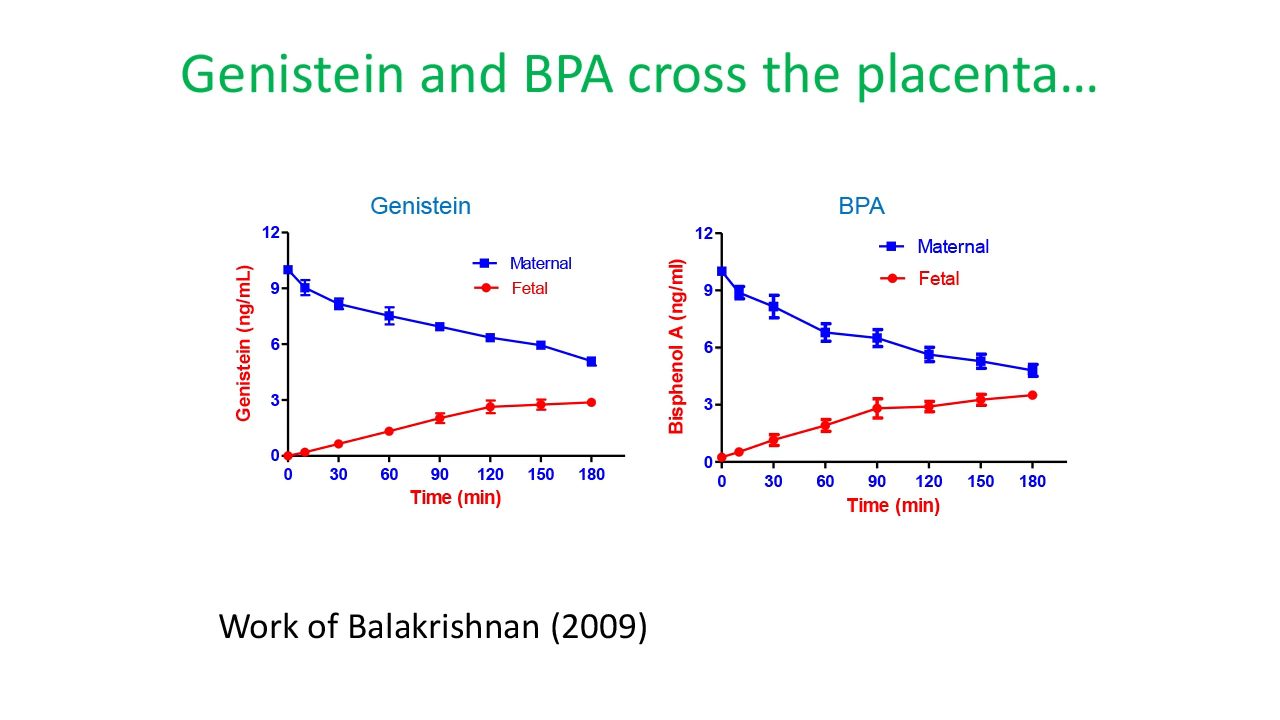 Genistein and BPA cross the placenta…
Genistein
12
9
6
3
0
0 30 60 90 120 150 180
Genistein (ng/mL)
Time (min)
Maternal
Fetal
BPA
12
9
6
3
0
0 30 60 90 120 150 180
Bisphenol A (ng/ml)
Time (min)
Maternal
Fetal
Work of Balakrishnan (2009)